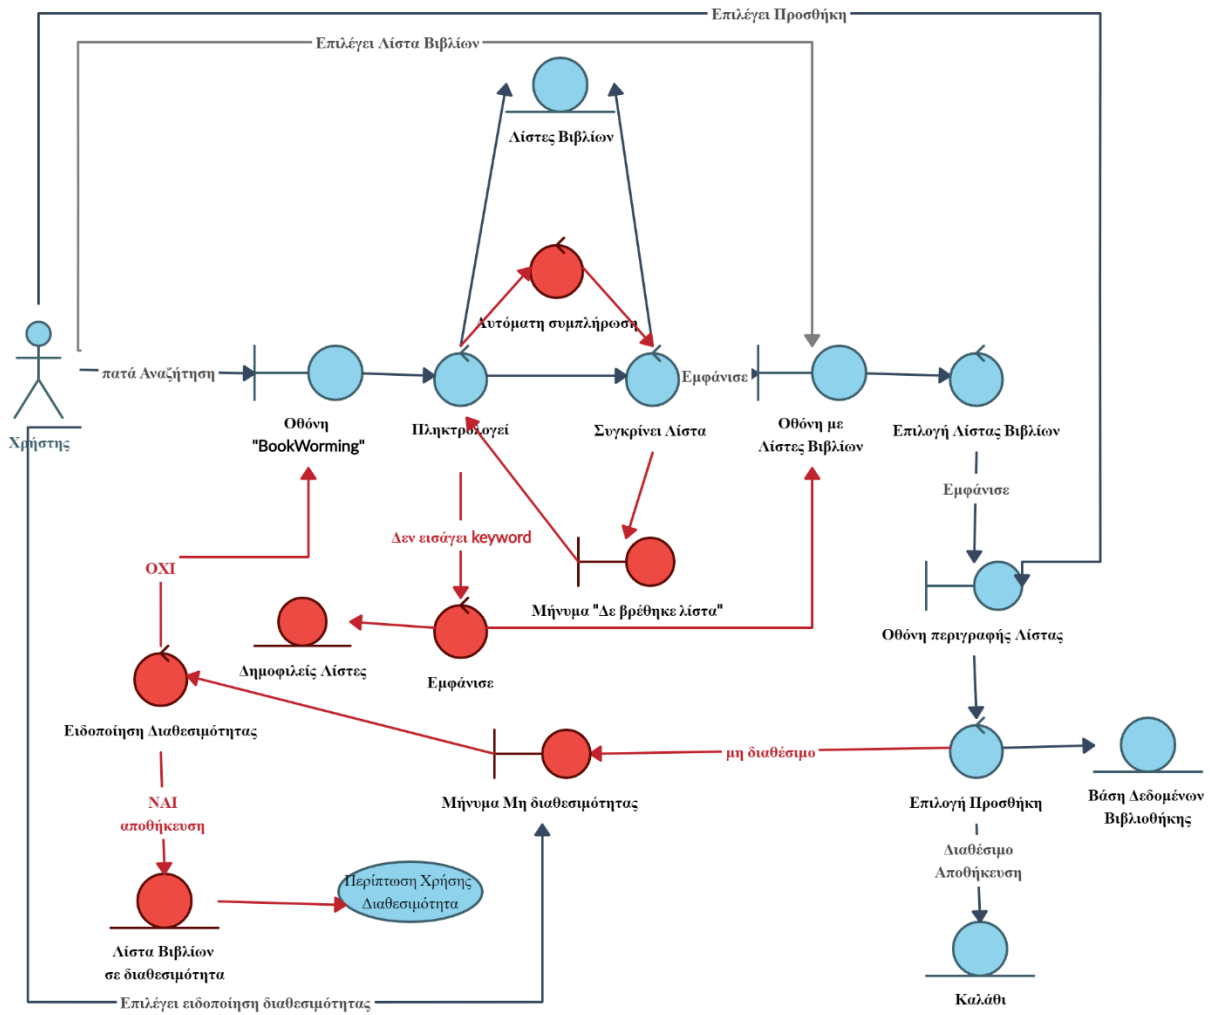 Επιλέγει Προσθήκη
Επιλέγει Λίστα Βιβλίων
Λίστες Βιβλίων
Αυτόματη συμπλήρωση
πατά Αναζήτηση
Εμφάνισε
Χρήστης
Οθόνη
"BookWorming"
Πληκτρολογεί
Συγκρίνει Λίστα
Οθόνη με
Λίστες Βιβλίων
Επιλογή Λίστας Βιβλίων
Εμφάνισε
Δεν εισάγει keyword
ΟΧΙ
Μήνυμα "Δε βρέθηκε λίστα"
Οθόνη περιγραφής Λίστας
Δημοφιλείς Λίστες
Εμφάνισε
Ειδοποίηση Διαθεσιμότητας
μη διαθέσιμο
ΝΑΙ
αποθήκευση
Μήνυμα Μη διαθεσιμότητας
Επιλογή Προσθήκη
Βάση Δεδομένων
Βιβλιοθήκης
Διαθέσιμο
Αποθήκευση
Περίπτωση Χρήσης
Διαθεσιμότητα
Λίστα Βιβλίων
σε διαθεσιμότητα
Επιλέγει ειδοποίηση διαθεσιμότητας
Καλάθι